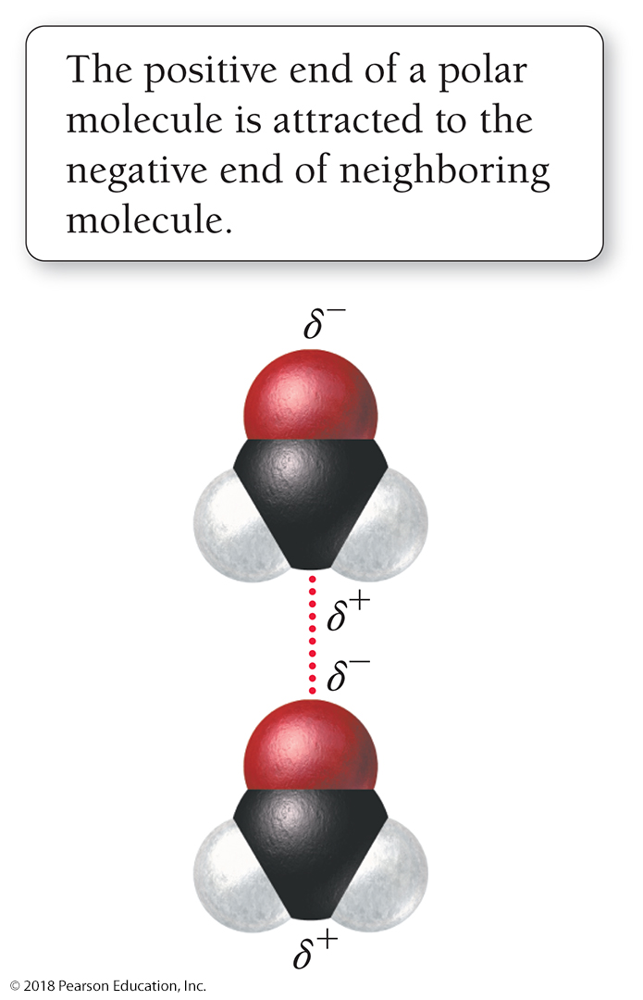 The positive end of a polar
molecule is attracted to the
negative end of neighboring
molecule.
δ−
δ+
δ−
δ+
© 2018 Pearson Education, Inc.